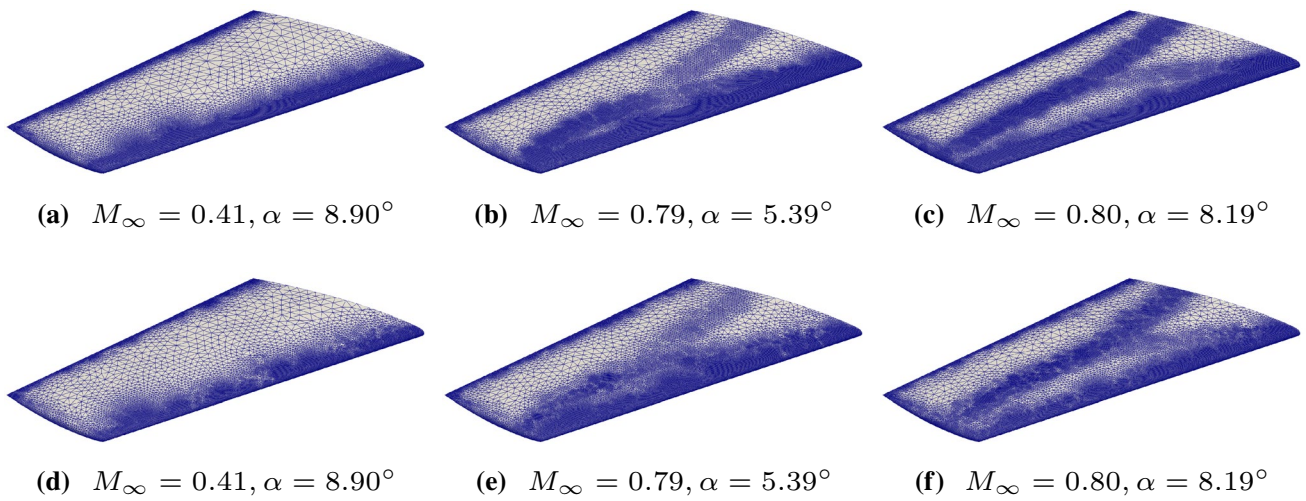 (a) M∞ = 0.41, α = 8.90°
(b) M∞ = 0.79, α = 5.39°
(c) M∞ = 0.80, α = 8.19°
(d) M∞ = 0.41, α = 8.90°
(e) M∞ = 0.79, α = 5.39°
(f) M∞ = 0.80, α = 8.19°